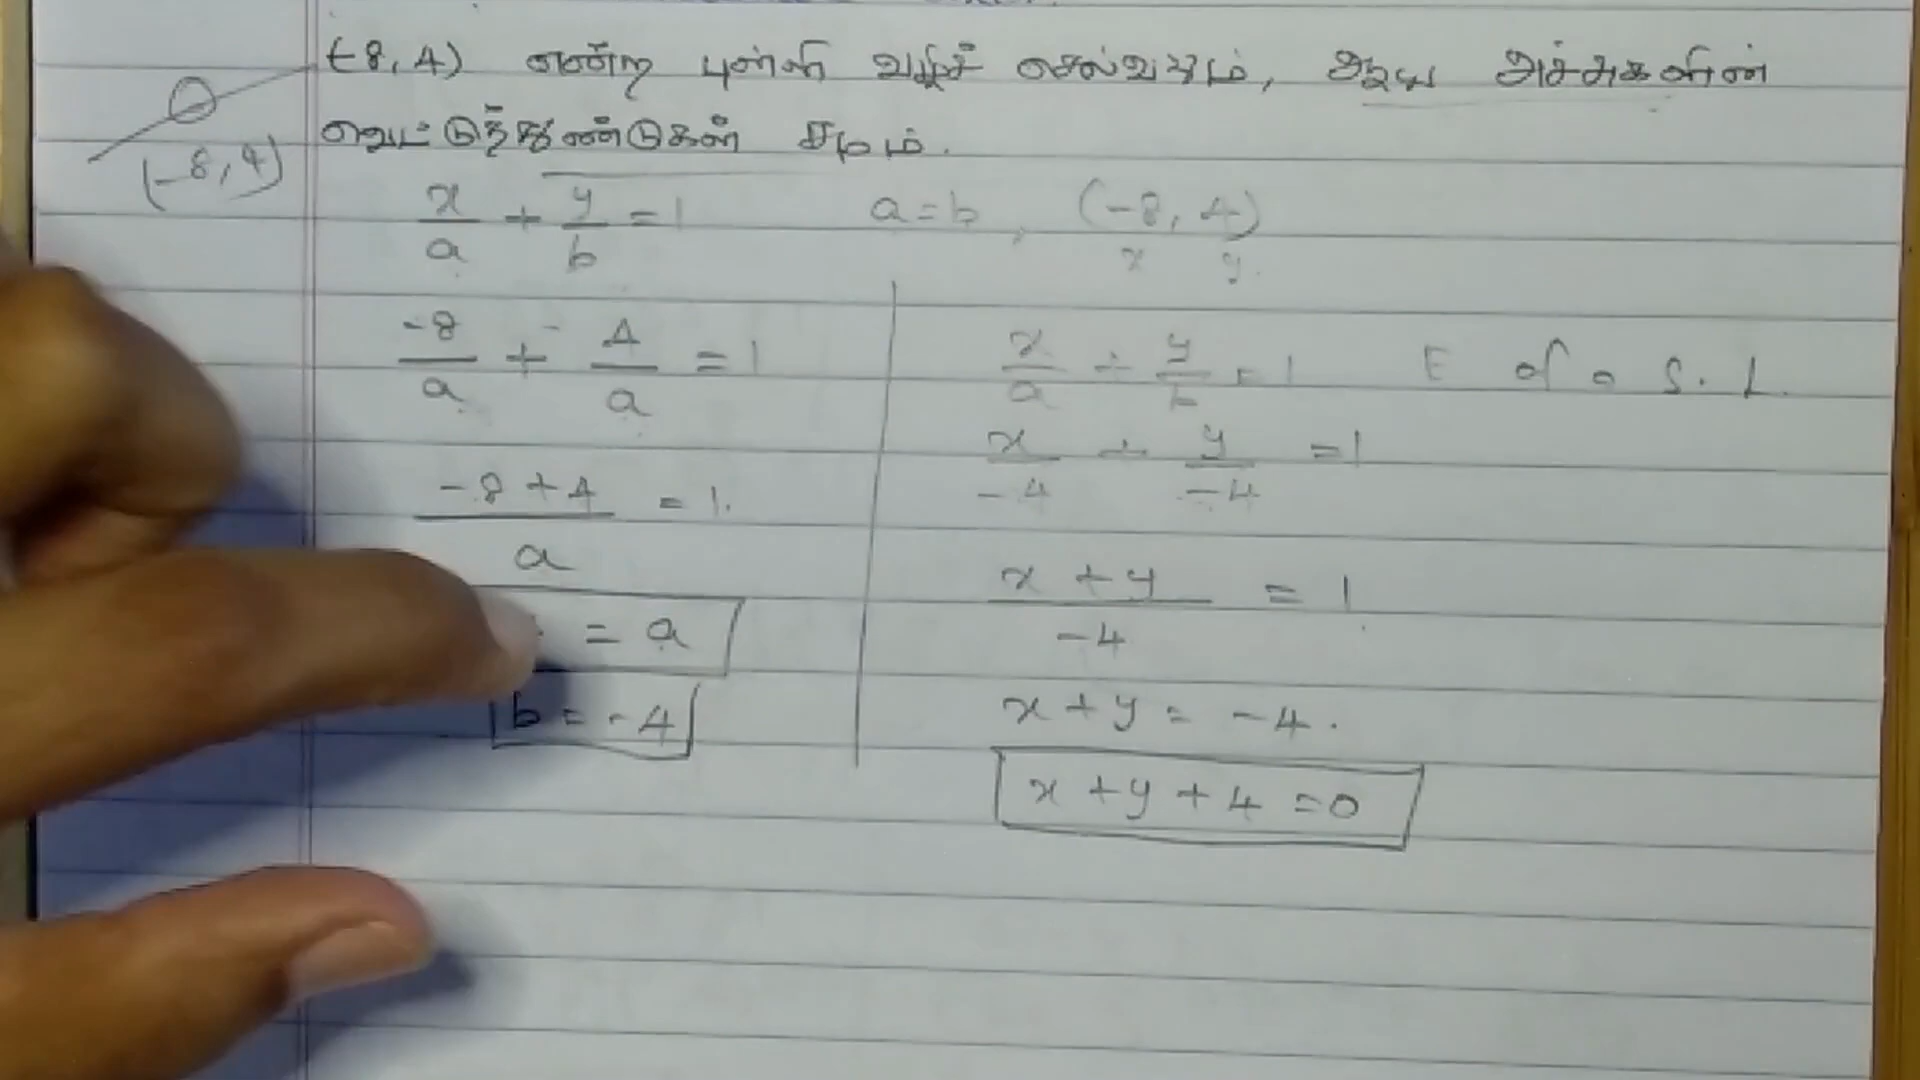 (-8, 4) என்ற புள்ளி வழிச் செல்வதும், ஆய அச்சுகளின்
வெட்டுத்துண்டுகள் சமம்.
(-8, 4)
x/a + y/b = 1 a = b, (-8, 4)
x y
-8/a + 4/a = 1
-8 + 4/a = 1.
= a
b = -4
x/a + y/b = 1 E of a S. L.
x/-4 + y/-4 = 1
x + y/-4 = 1
x + y = -4.
x + y + 4 = 0